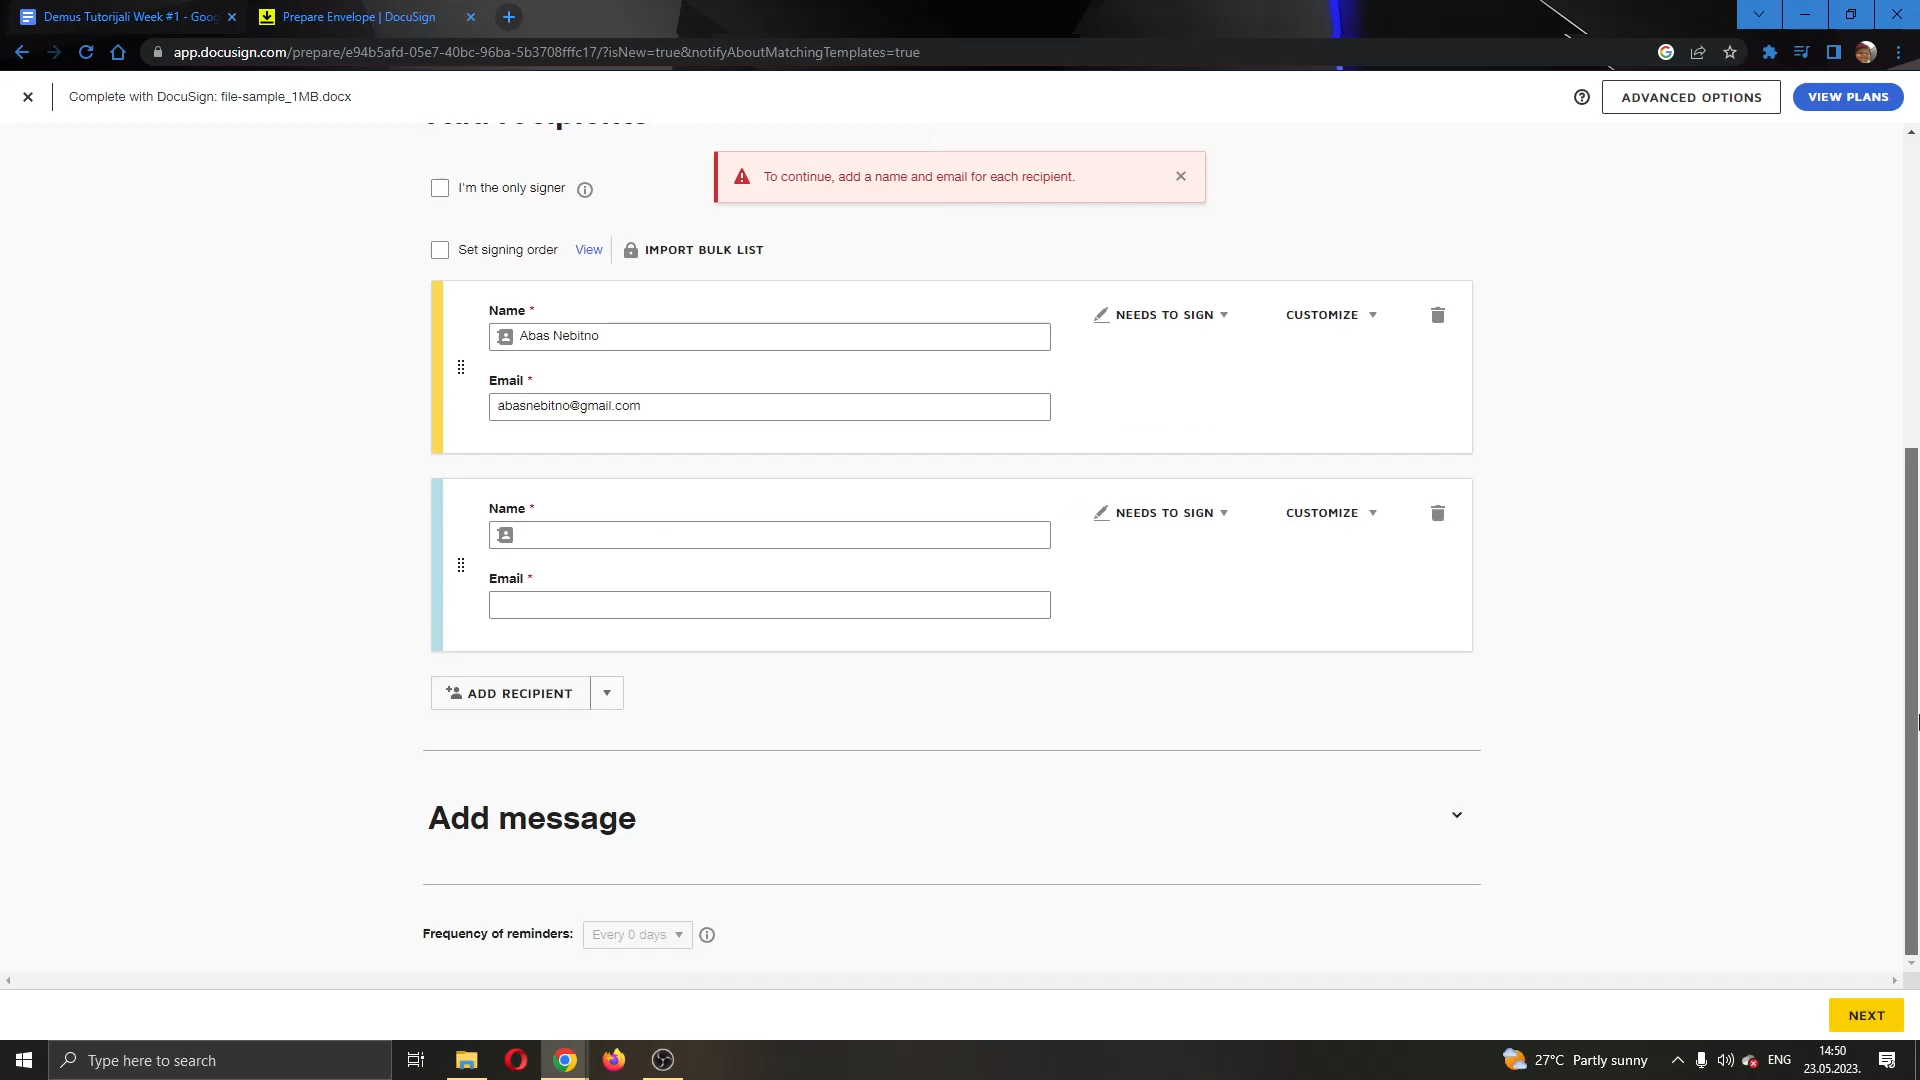 Demus Tutorijali Week #1 - Goo
Prepare Envelope | DocuSign
app.docusign.com/prepare/e94b5afd-05e7-40bc-96ba-5b3708fffc17/?isNew=true&notifyAboutMatchingTemplates=true
Complete with DocuSign: file-sample_1MB.docx
ADVANCED OPTIONS
VIEW PLANS
Add recipients
To continue, add a name and email for each recipient.
I'm the only signer
Set signing order
View
IMPORT BULK LIST
Name *
Abas Nebitno
NEEDS TO SIGN
CUSTOMIZE
Email *
abasnebitno@gmail.com
Name *
NEEDS TO SIGN
CUSTOMIZE
Email *
ADD RECIPIENT
Add message
Frequency of reminders:
Every 0 days
NEXT
Type here to search
27°C Partly sunny
ENG
14:50
23.05.2023.